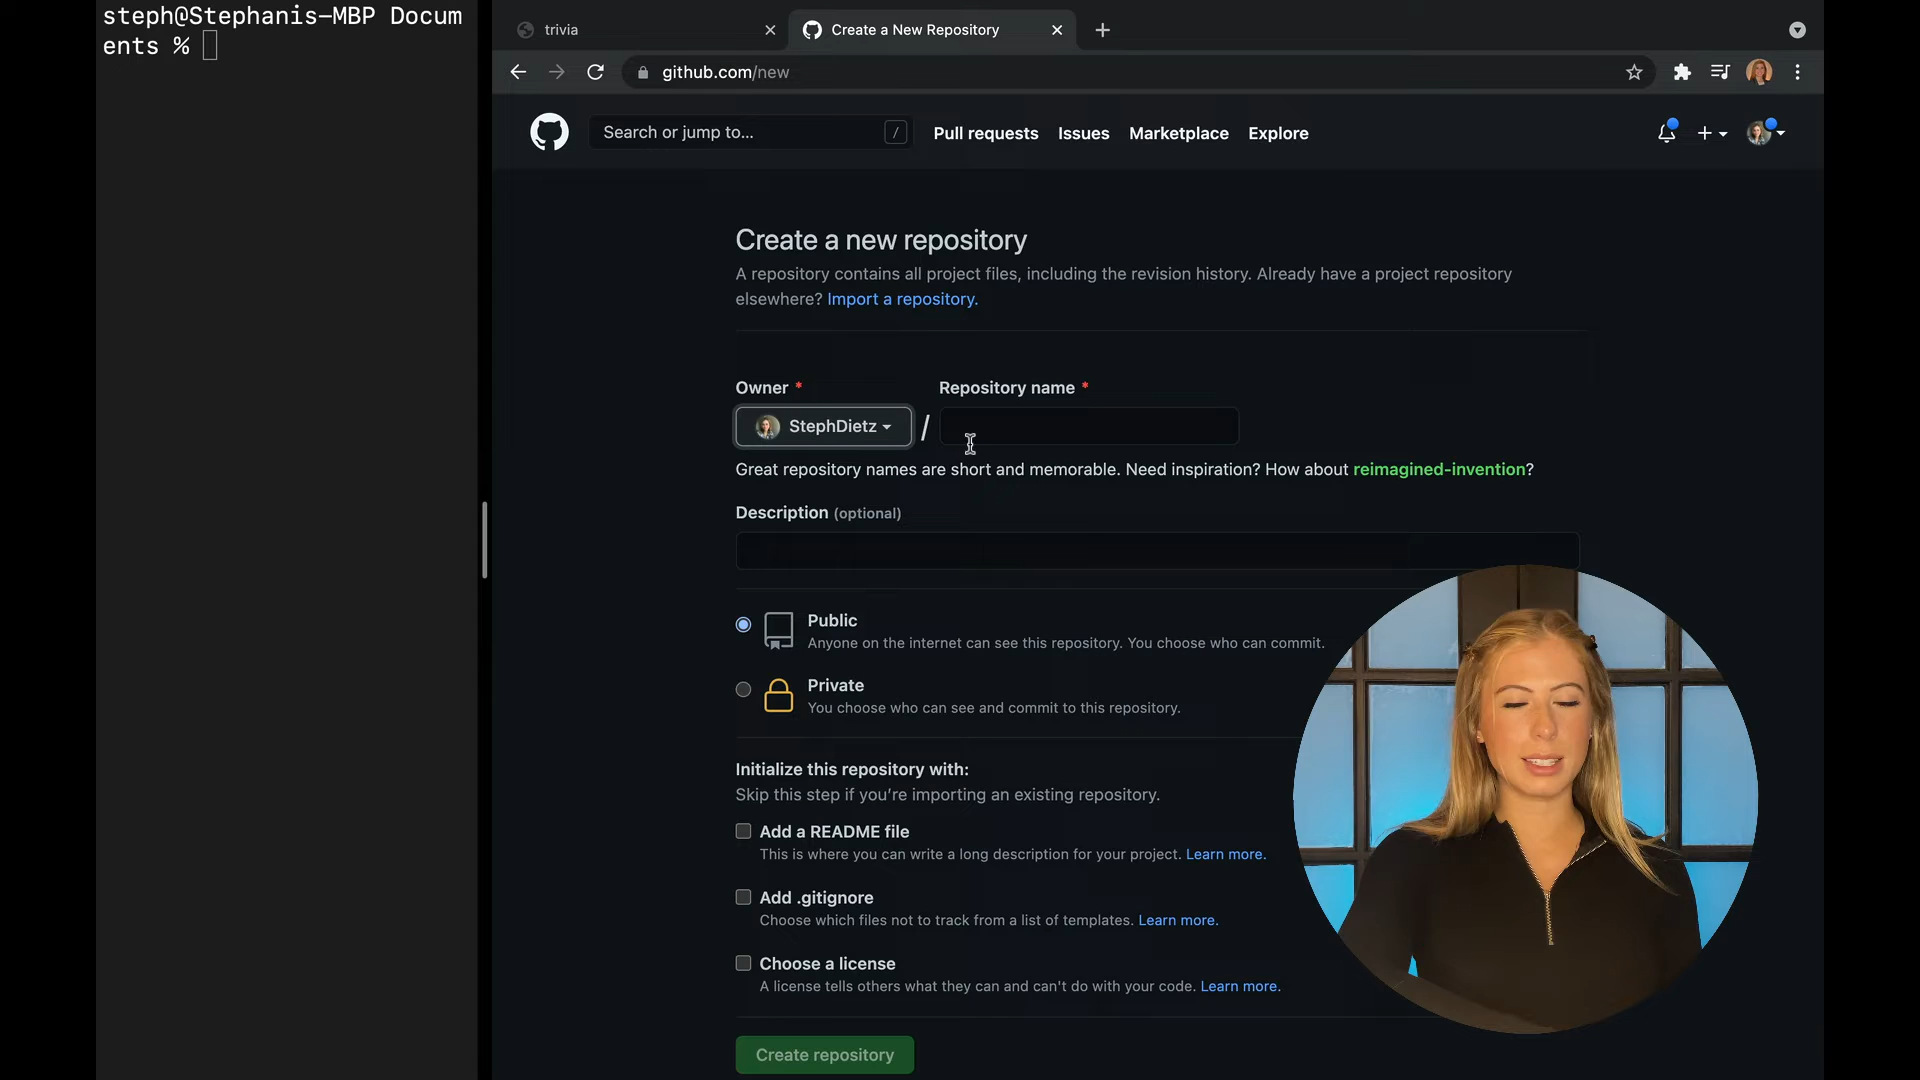 steph@Stephanis-MBP Docum
ents %
trivia
Create a New Repository
github.com/new
Search or jump to...
/
Pull requests
Issues
Marketplace
Explore
Create a new repository
A repository contains all project files, including the revision history. Already have a project repository
elsewhere? Import a repository.
Owner *
Repository name *
StephDietz
/
Great repository names are short and memorable. Need inspiration? How about reimagined-invention?
Description (optional)
Public
Anyone on the internet can see this repository. You choose who can commit.
Private
You choose who can see and commit to this repository.
Initialize this repository with:
Skip this step if you’re importing an existing repository.
Add a README file
This is where you can write a long description for your project. Learn more.
Add .gitignore
Choose which files not to track from a list of templates. Learn more.
Choose a license
A license tells others what they can and can't do with your code. Learn more.
Create repository